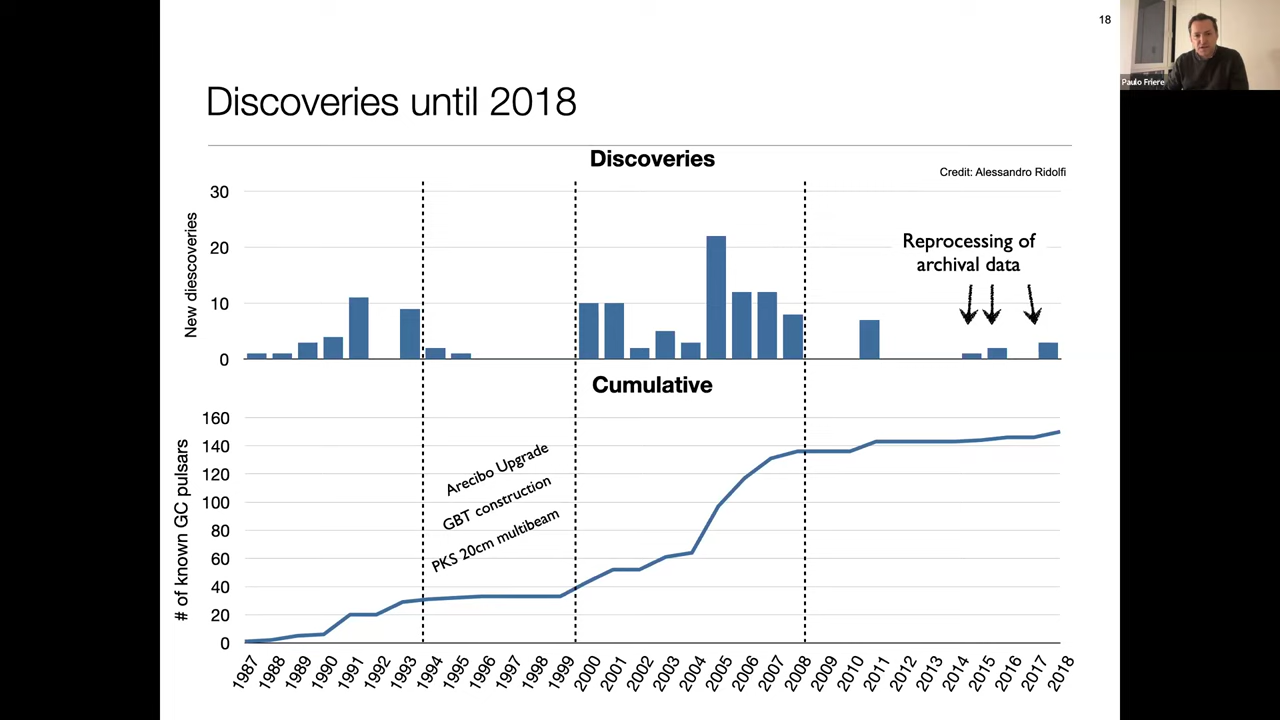 18
Paulo Friere
Discoveries until 2018
Discoveries
Credit: Alessandro Ridolfi
30
20
10
0
New diescoveries
Reprocessing of
archival data
Cumulative
160
140
120
100
80
60
40
20
0
# of known GC pulsars
Arecibo Upgrade
GBT construction
PKS 20cm multibeam
1987 1988 1989 1990 1991 1992 1993 1994 1995 1996 1997 1998 1999 2000 2001 2002 2003 2004 2005 2006 2007 2008 2009 2010 2011 2012 2013 2014 2015 2016 2017 2018